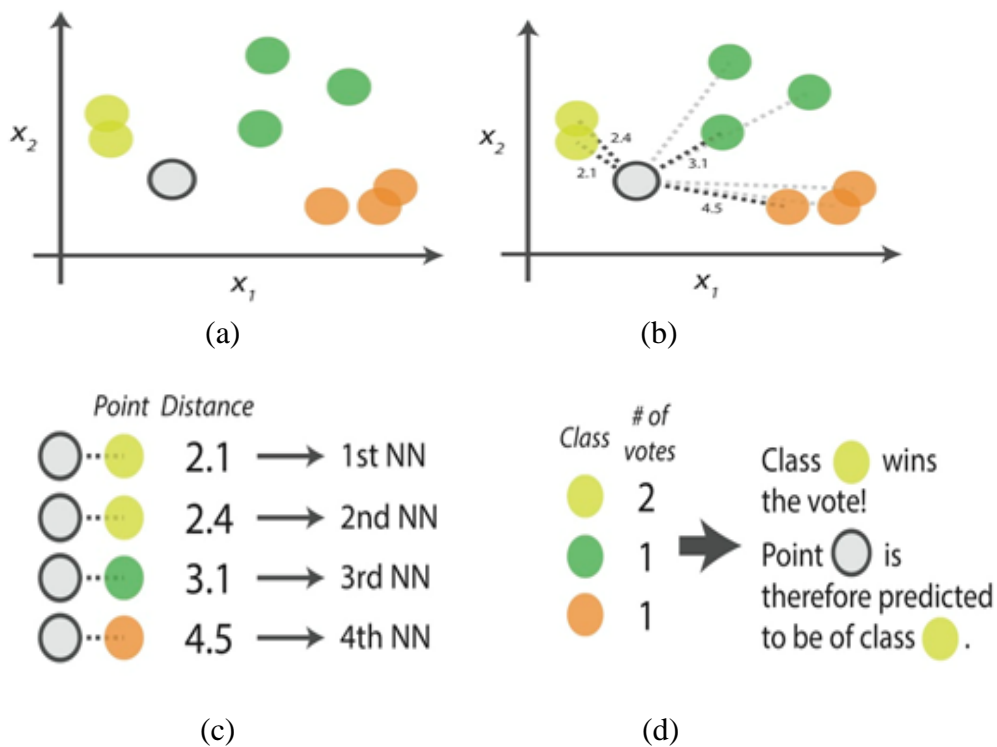 x₂
x₁
(a)
x₂
2.4
2.1
3.1
4.5
x₁
(b)
Point Distance
2.1 1st NN
2.4 2nd NN
3.1 3rd NN
4.5 4th NN
(c)
# of
Class votes
2
1
1
Class wins
the vote!
Point is
therefore predicted
to be of class .
(d)